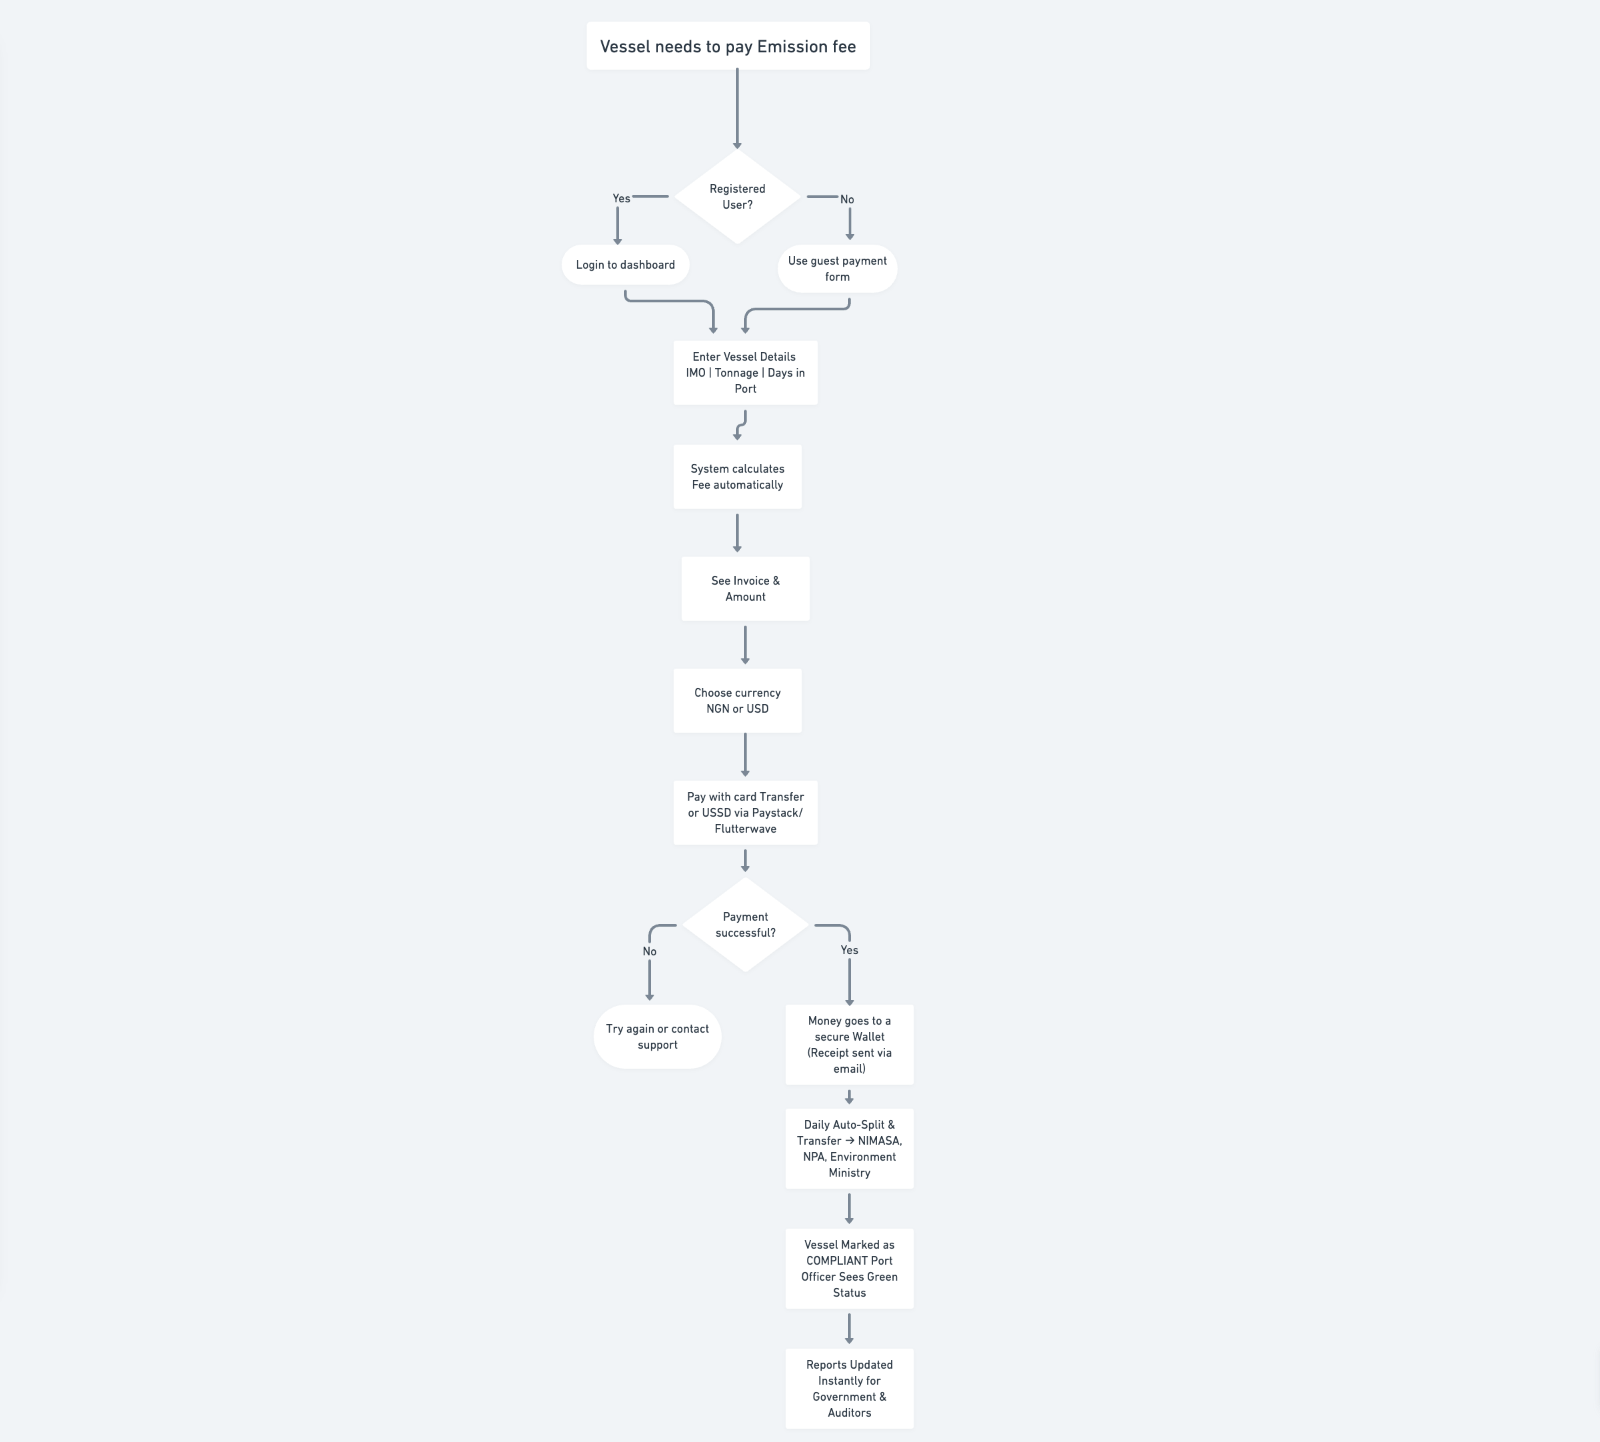 Vessel needs to pay Emission fee
Registered
User?
Yes
No
Login to dashboard
Use guest payment
form
Enter Vessel Details
IMO | Tonnage | Days in
Port
System calculates
Fee automatically
See Invoice &
Amount
Choose currency
NGN or USD
Pay with card Transfer
or USSD via Paystack/
Flutterwave
Payment
successful?
No
Yes
Try again or contact
support
Money goes to a
secure Wallet
(Receipt sent via
email)
Daily Auto-Split &
Transfer → NIMASA,
NPA, Environment
Ministry
Vessel Marked as
COMPLIANT Port
Officer Sees Green
Status
Reports Updated
Instantly for
Government &
Auditors